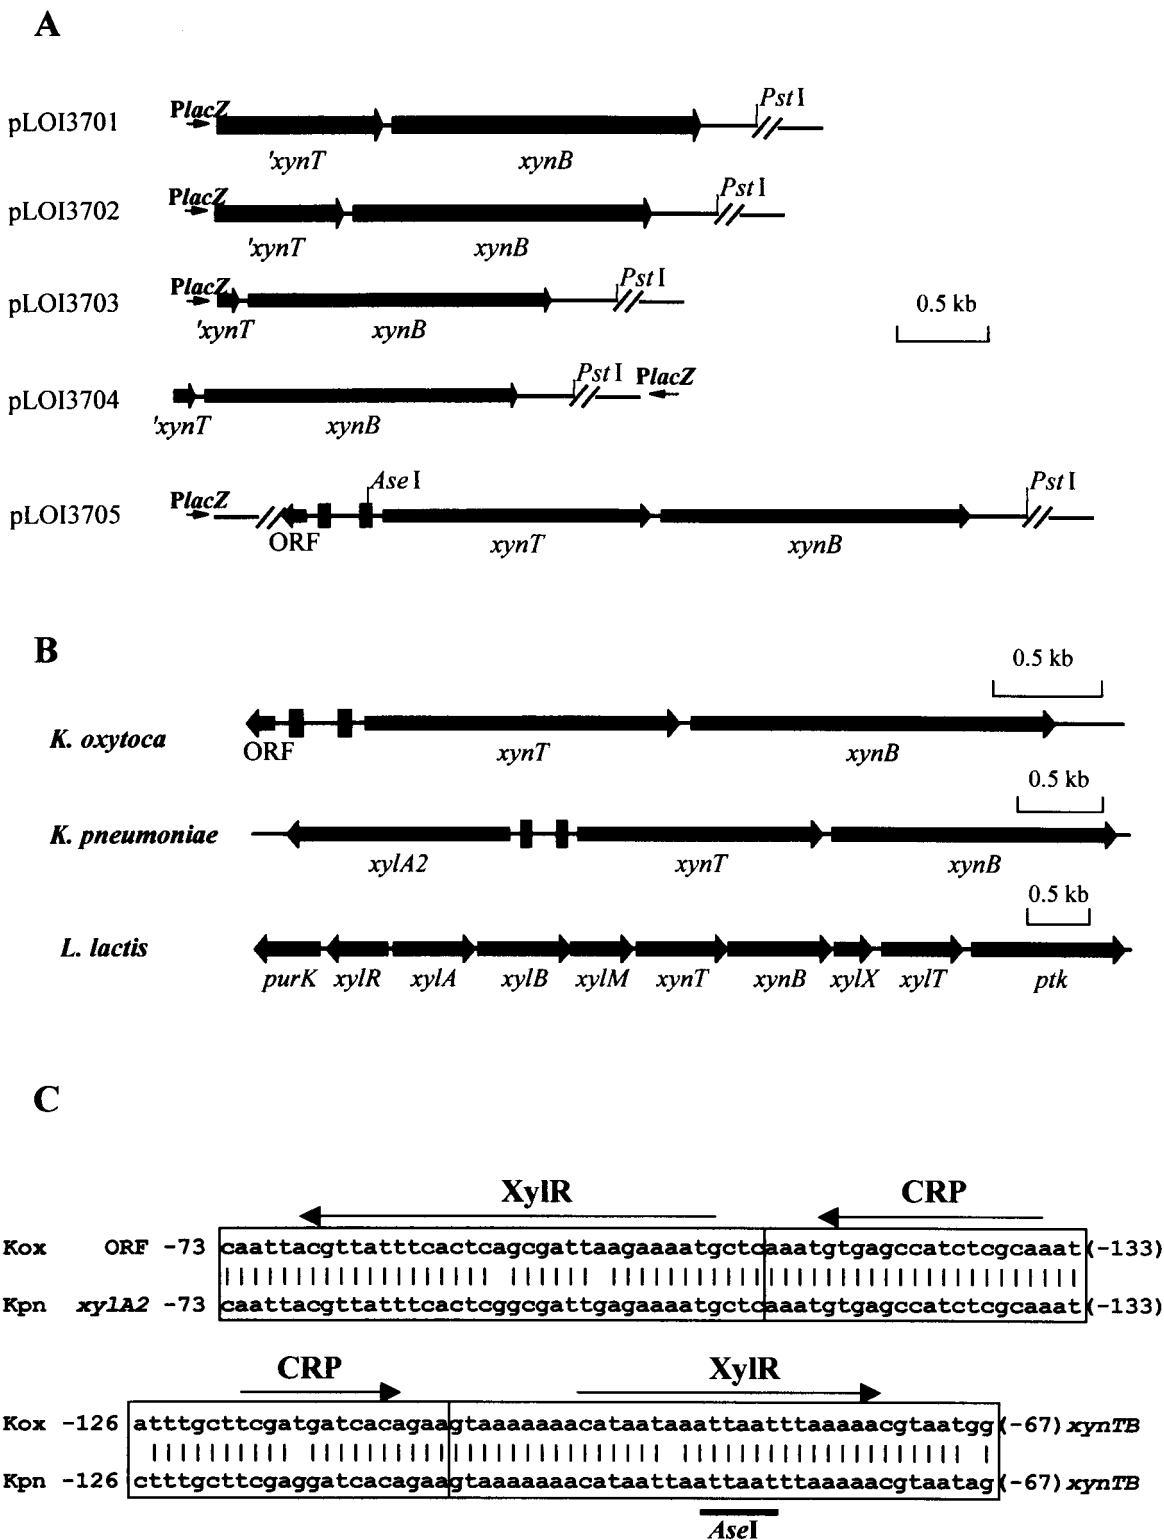 A
pLOI3701 PlacZ PstI
'xynT xynB
pLOI3702 PlacZ PstI
'xynT xynB
pLOI3703 PlacZ PstI 0.5 kb
'xynT xynB
pLOI3704 PstI PlacZ
'xynT xynB
pLOI3705 PlacZ AseI PstI
ORF xynT xynB
B
0.5 kb
K. oxytoca
ORF xynT xynB
0.5 kb
K. pneumoniae
xylA2 xynT xynB
0.5 kb
L. lactis
purK xylR xylA xylB xylM xynT xynB xylX xylT ptk
C
XylR CRP
Kox ORF -73 caattacgttatttcactcagcgattaagaaaatgctcaaatgtgagccatctcgcaaat(-133)
Kpn xylA2 -73 caattacgttatttcactcggcgattgagaaaatgctcaaatgtgagccatctcgcaaat(-133)
CRP XylR
Kox -126 atttgcttcgatgatcacagaagtaaaaaaacataataaattaatttaaaaacgtaatgg(-67)xynTB
Kpn -126 ctttgcttcgaggatcacagaagtaaaaaaacataattaattaatttaaaaacgtaatag(-67)xynTB
AseI